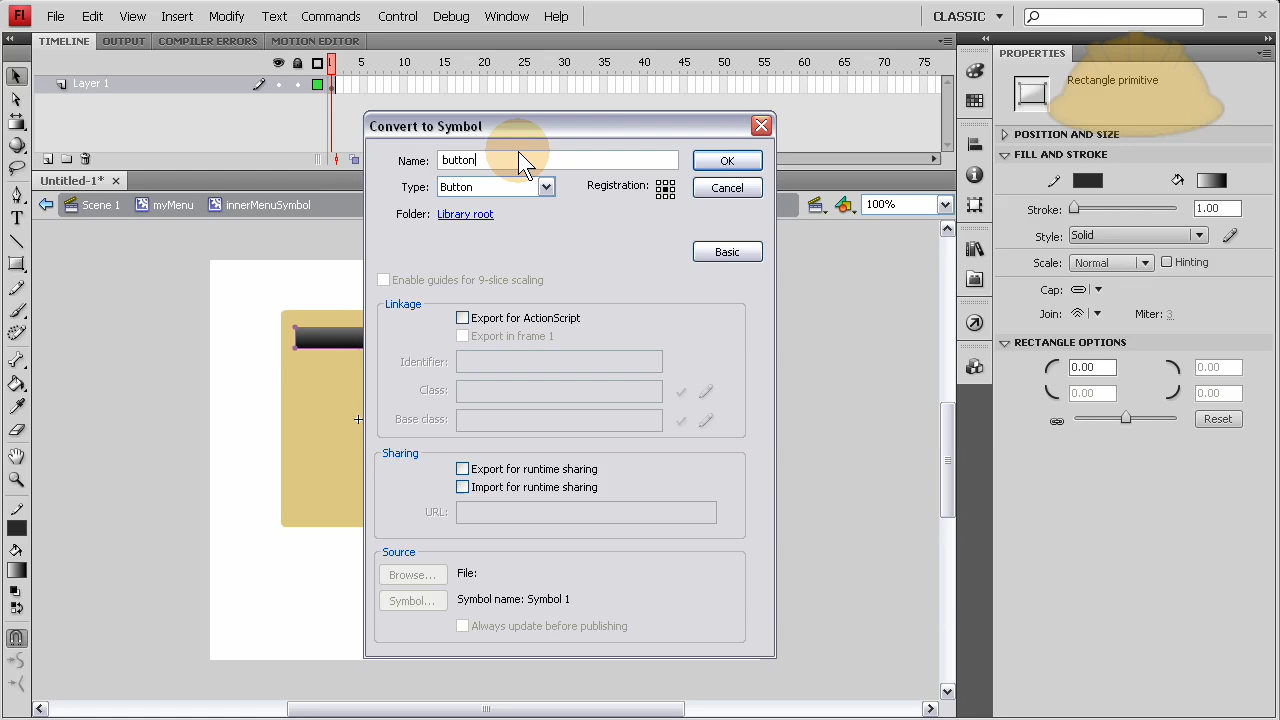 Fl File Edit View Insert Modify Text Commands Control Debug Window Help CLASSIC
TIMELINE OUTPUT COMPILER ERRORS MOTION EDITOR
1 5 10 15 20 25 30 35 40 45 50 55 60 65 70 75
Layer 1
PROPERTIES
Rectangle primitive
POSITION AND SIZE
FILL AND STROKE
Stroke: 1.00
Style: Solid
Scale: Normal Hinting
Cap:
Join: Miter: 3
RECTANGLE OPTIONS
0.00 0.00
0.00 0.00
Reset
Untitled-1*
Scene 1 myMenu innerMenuSymbol 100%
Convert to Symbol
Name: button OK
Type: Button Registration: Cancel
Folder: Library root
Basic
Enable guides for 9-slice scaling
Linkage
Export for ActionScript
Export in frame 1
Identifier:
Class:
Base class:
Sharing
Export for runtime sharing
Import for runtime sharing
URL:
Source
Browse... File:
Symbol... Symbol name: Symbol 1
Always update before publishing